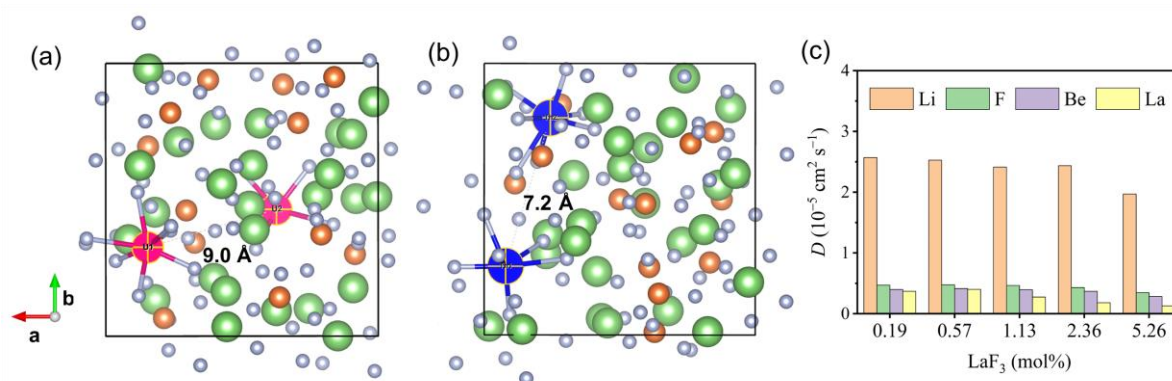 (a)
9.0 Å
b
a
(b)
7.2 Å
(c)
4
3
2
1
0
D (10⁻⁵ cm² s⁻¹)
Li F Be La
0.19 0.57 1.13 2.36 5.26
LaF₃ (mol%)